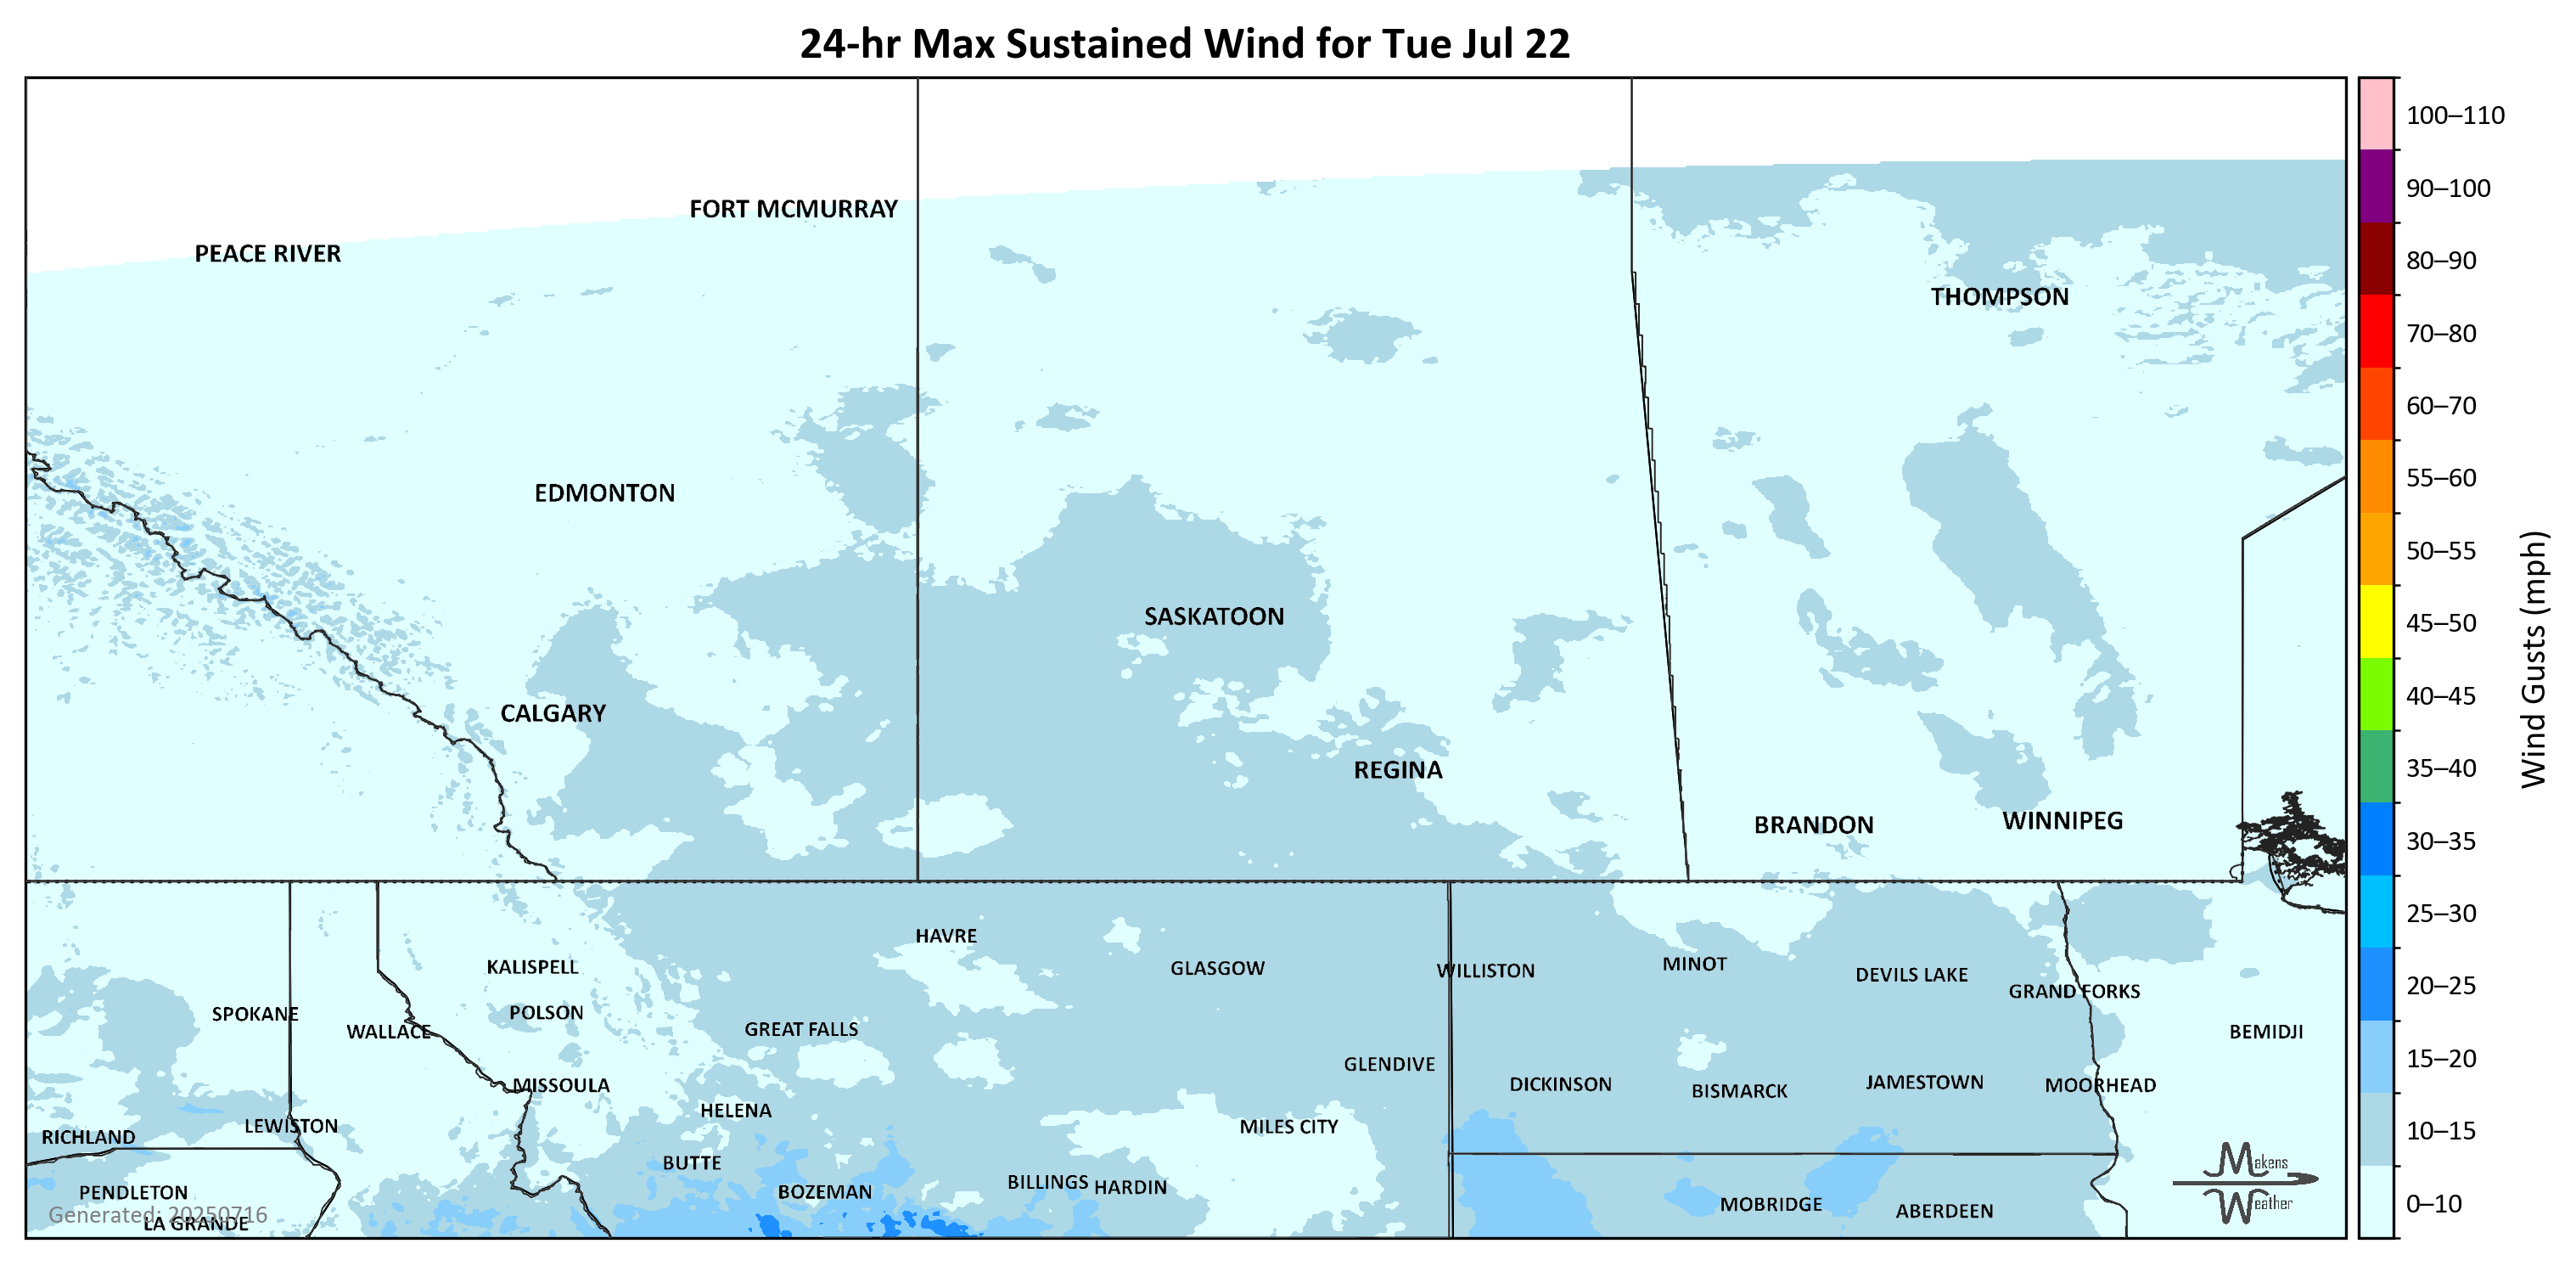 24-hr Max Sustained Wind for Tue Jul 22
FORT MCMURRAY
PEACE RIVER
THOMPSON
EDMONTON
SASKATOON
CALGARY
REGINA
BRANDON
WINNIPEG
HAVRE
KALISPELL
GLASGOW
WILLISTON
MINOT
DEVILS LAKE
GRAND FORKS
SPOKANE
POLSON
WALLACE
GREAT FALLS
BEMIDJI
GLENDIVE
MISSOULA
DICKINSON
BISMARCK
JAMESTOWN
MOORHEAD
HELENA
LEWISTON
MILES CITY
RICHLAND
BUTTE
BILLINGS
HARDIN
PENDLETON
BOZEMAN
MOBRIDGE
ABERDEEN
Generated: 20250716
LA GRANDE
Makens
Weather
100–110
90–100
80–90
70–80
60–70
55–60
50–55
45–50
40–45
35–40
30–35
25–30
20–25
15–20
10–15
0–10
Wind Gusts (mph)